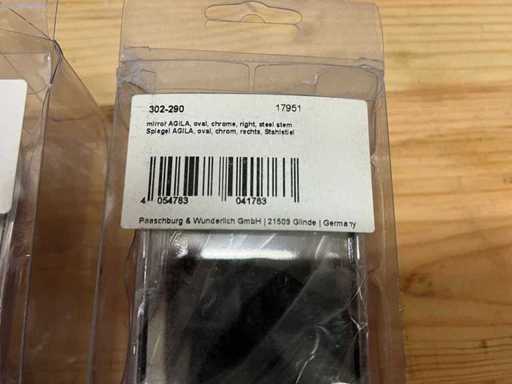 302-290 17951
mirror AGILA, oval, chrome, right, steel stem
Spiegel AGILA, oval, chrom, rechts, Stahlstiel
4 054783 041783
Paaschburg & Wunderlich GmbH | 21509 Glinde | Germany